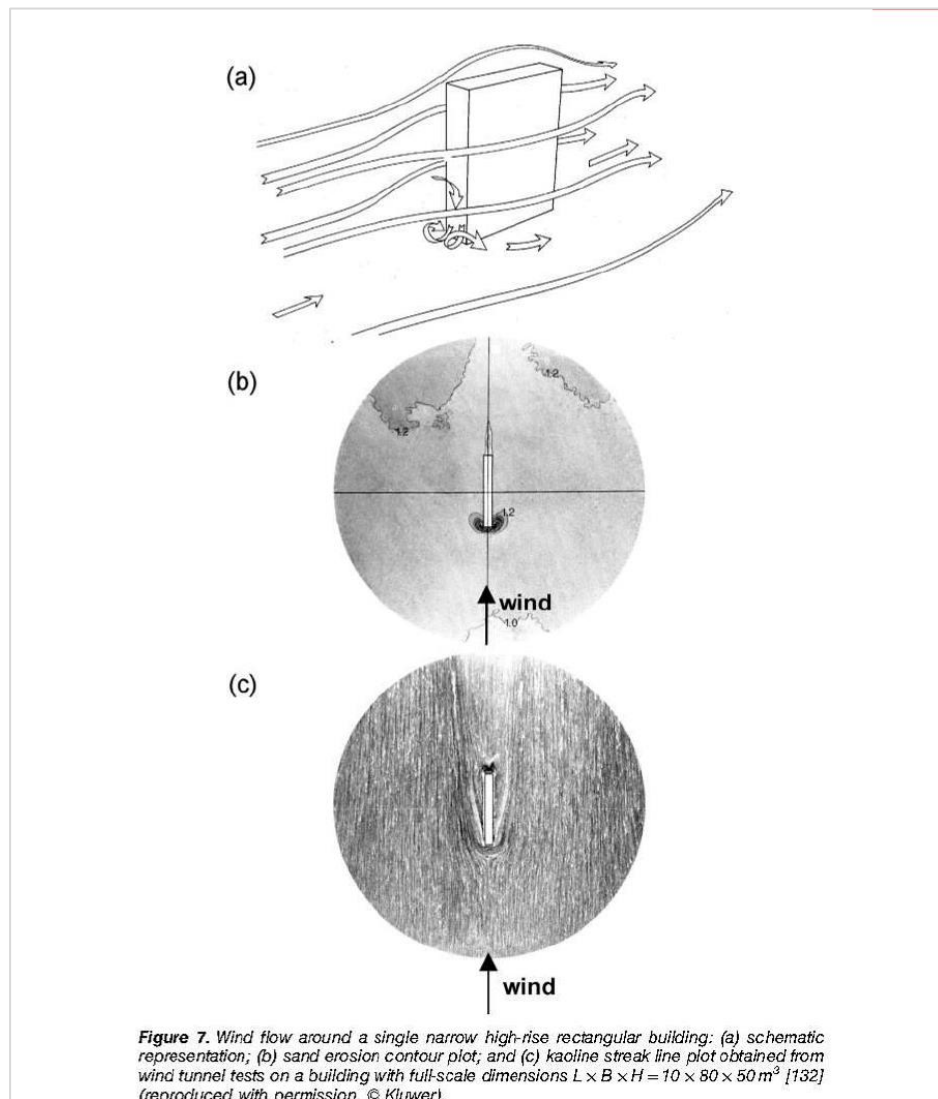 (a)
(b)
1.2
1.2
1.2
wind
1.0
(c)
wind
Figure 7. Wind flow around a single narrow high-rise rectangular building: (a) schematic
representation; (b) sand erosion contour plot; and (c) kaoline streak line plot obtained from
wind tunnel tests on a building with full-scale dimensions L × B × H = 10 × 80 × 50 m³ [132]
(reproduced with permission, © Kluwer)